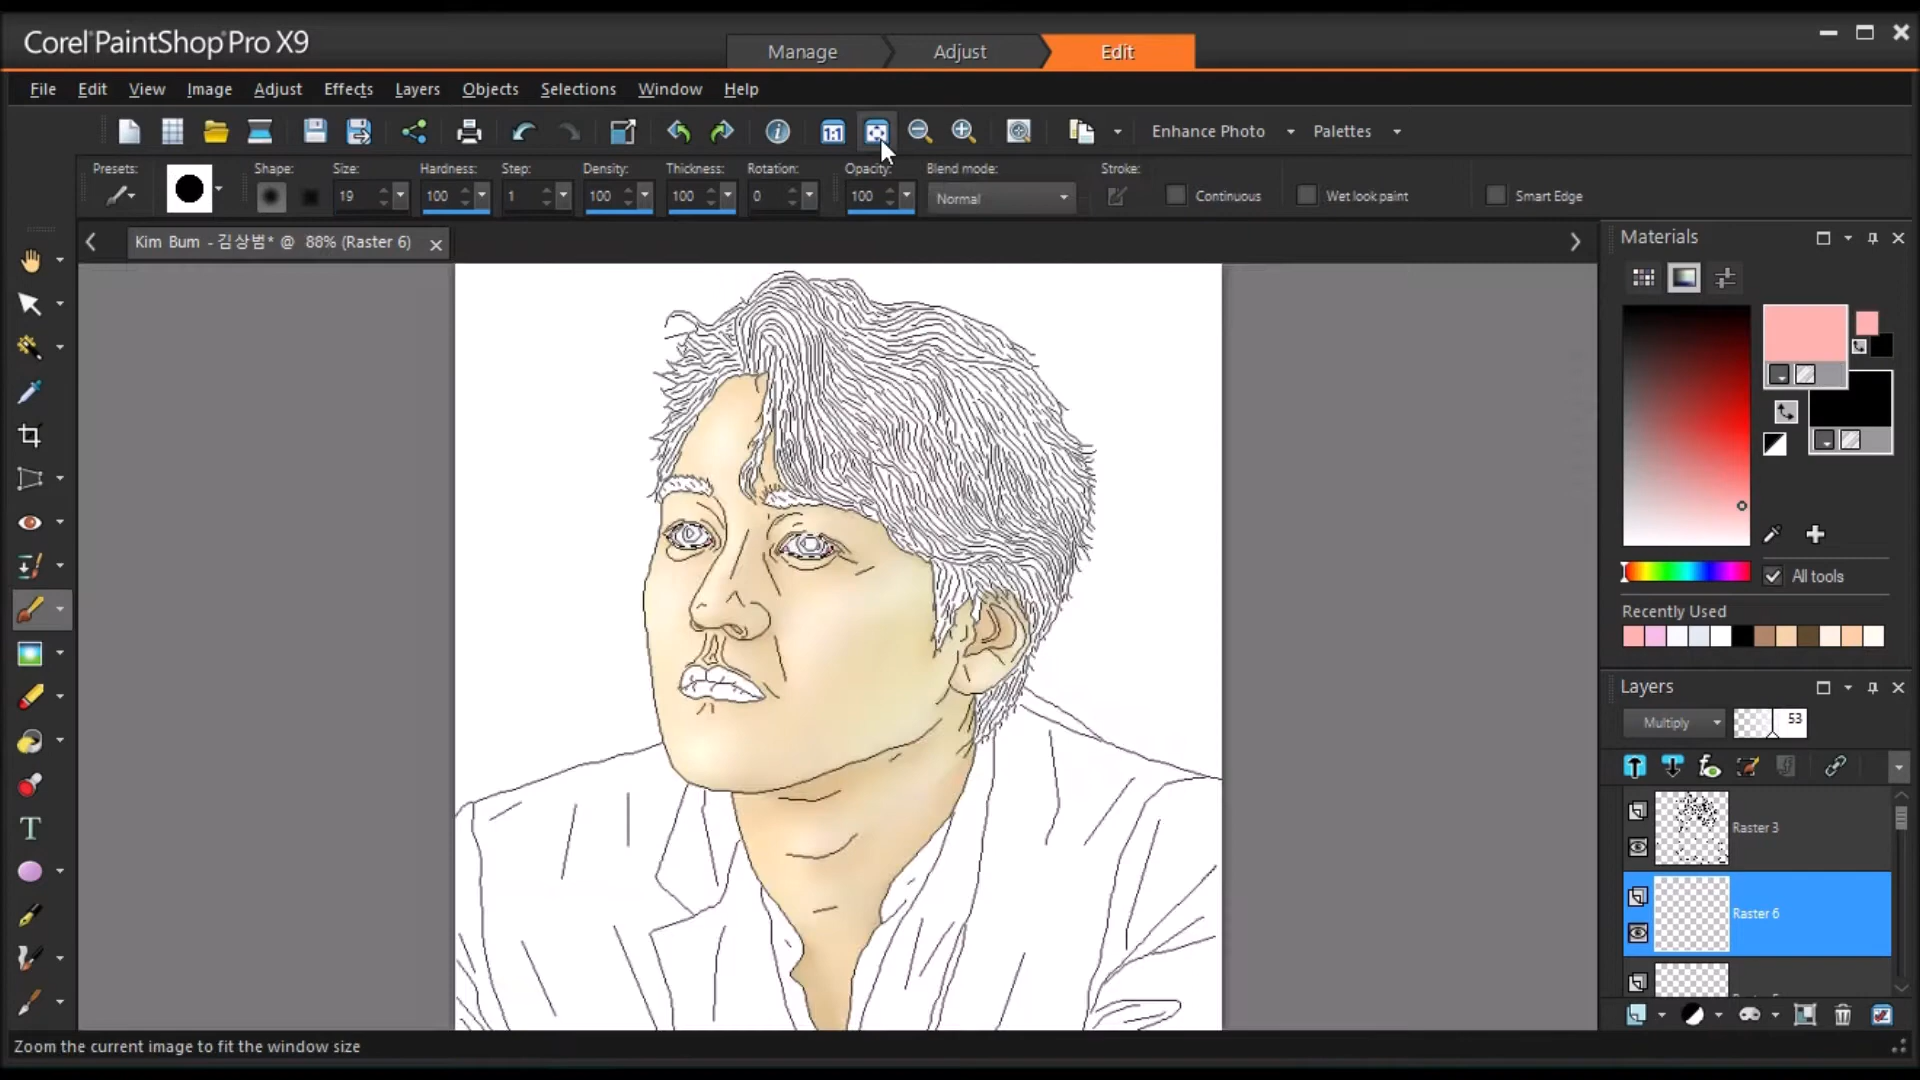 Corel PaintShop Pro X9
Manage
Adjust
Edit
File
Edit
View
Image
Adjust
Effects
Layers
Objects
Selections
Window
Help
1:1
Enhance Photo
Palettes
Presets:
Shape:
Size:
Hardness:
Step:
Density:
Thickness:
Rotation:
Opacity:
Blend mode:
Stroke:
19
100
1
100
100
0
100
Normal
Continuous
Wet look paint
Smart Edge
Kim Bum - 김상범* @ 88% (Raster 6)
Materials
All tools
Recently Used
Layers
Multiply
53
Raster 3
Raster 6
Zoom the current image to fit the window size